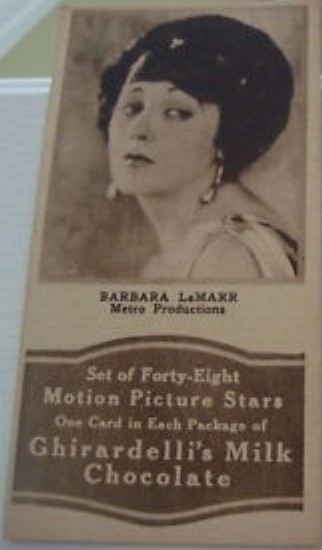 BARBARA LaMARR
Metro Productions
Set of Forty-Eight
Motion Picture Stars
One Card in Each Package of
Ghirardelli's Milk
Chocolate